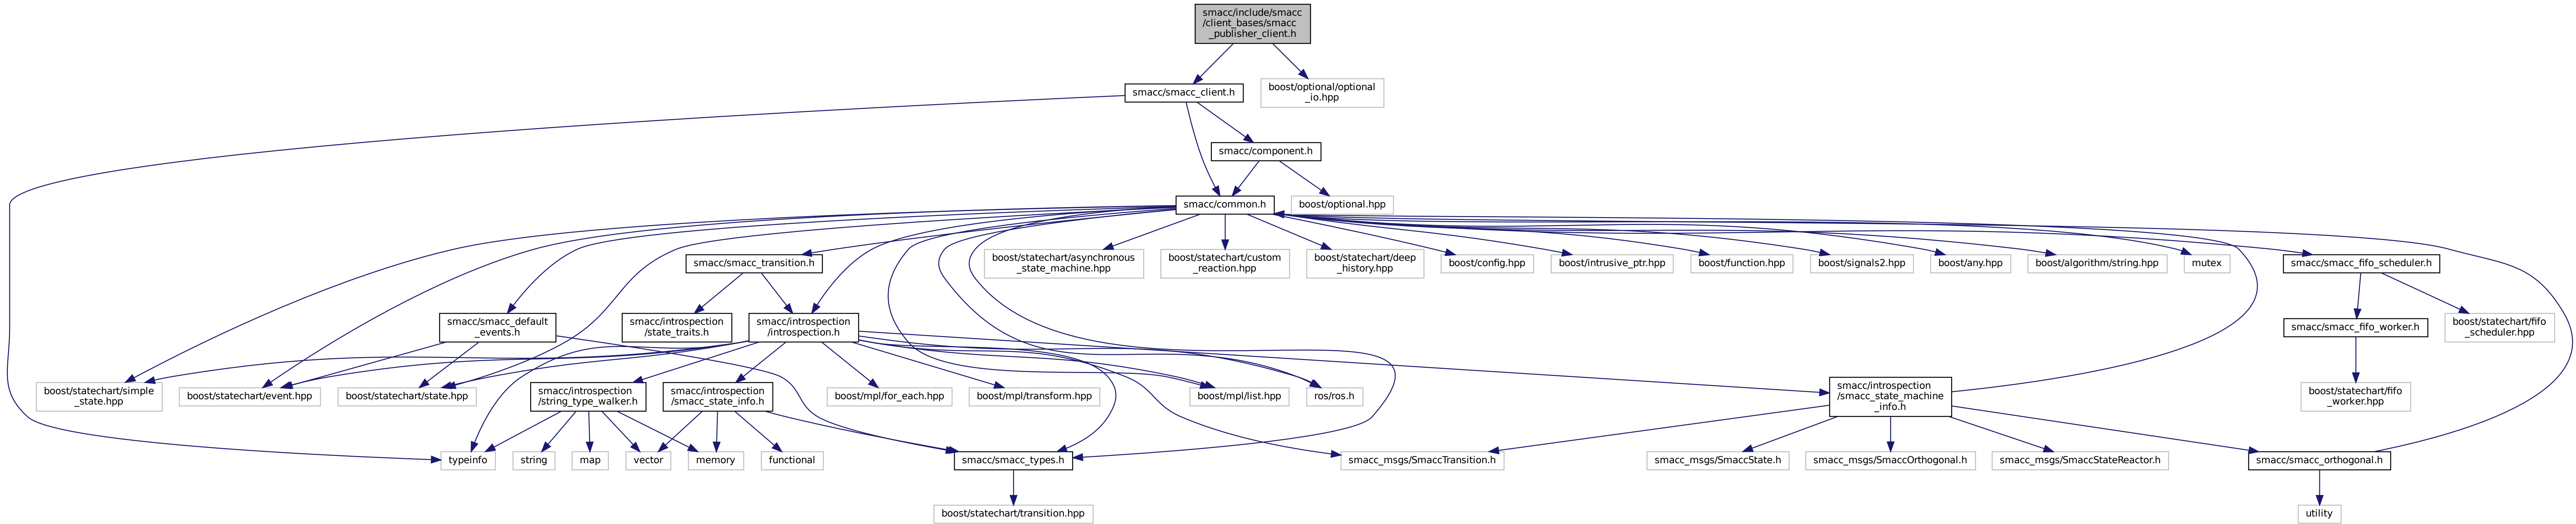 smacc/include/smacc
/client_bases/smacc
_publisher_client.h
smacc/smacc_client.h
boost/optional/optional
_io.hpp
smacc/component.h
smacc/common.h
boost/optional.hpp
smacc/smacc_transition.h
boost/statechart/asynchronous
_state_machine.hpp
boost/statechart/custom
_reaction.hpp
boost/statechart/deep
_history.hpp
boost/config.hpp
boost/intrusive_ptr.hpp
boost/function.hpp
boost/signals2.hpp
boost/any.hpp
boost/algorithm/string.hpp
mutex
smacc/smacc_fifo_scheduler.h
smacc/smacc_default
_events.h
smacc/introspection
/state_traits.h
smacc/introspection
/introspection.h
smacc/smacc_fifo_worker.h
boost/statechart/fifo
_scheduler.hpp
boost/statechart/simple
_state.hpp
boost/statechart/event.hpp
boost/statechart/state.hpp
smacc/introspection
/string_type_walker.h
smacc/introspection
/smacc_state_info.h
boost/mpl/for_each.hpp
boost/mpl/transform.hpp
boost/mpl/list.hpp
ros/ros.h
smacc/introspection
/smacc_state_machine
_info.h
boost/statechart/fifo
_worker.hpp
typeinfo
string
map
vector
memory
functional
smacc/smacc_types.h
smacc_msgs/SmaccTransition.h
smacc_msgs/SmaccState.h
smacc_msgs/SmaccOrthogonal.h
smacc_msgs/SmaccStateReactor.h
smacc/smacc_orthogonal.h
boost/statechart/transition.hpp
utility